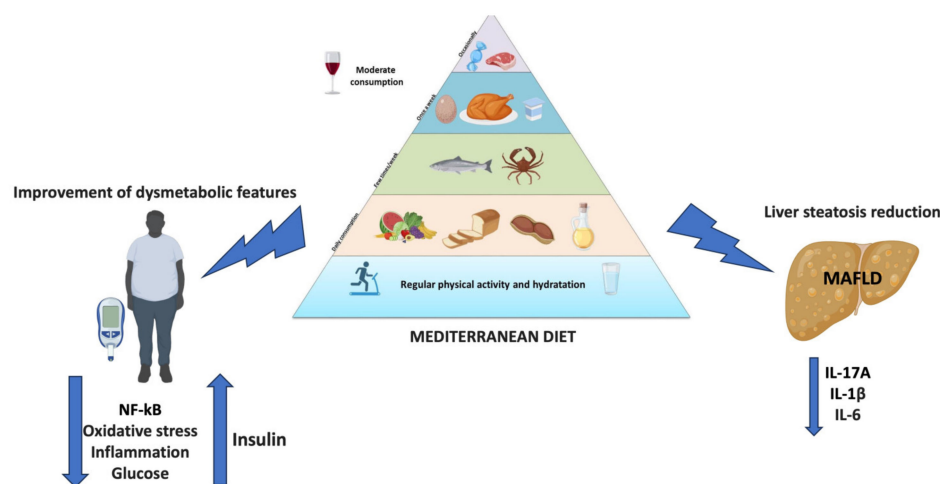 Occasionally
Moderate
consumption
Once a week
Few times/week
Improvement of dysmetabolic features
Daily consumption
Liver steatosis reduction
MAFLD
Regular physical activity and hydratation
MEDITERRANEAN DIET
IL-17A
IL-1β
IL-6
NF-kB
Oxidative stress
Inflammation
Glucose
Insulin